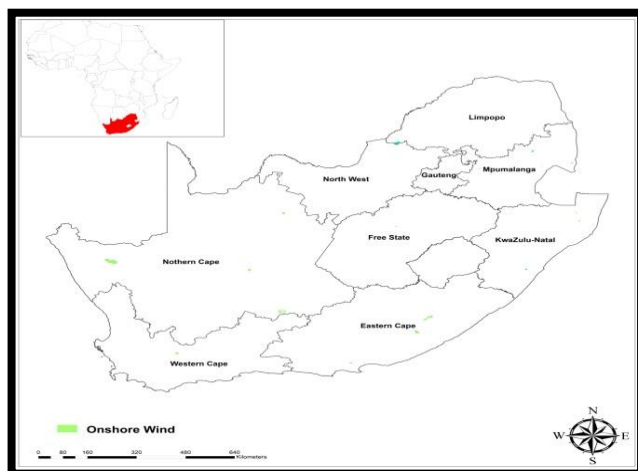 Limpopo
North West
Gauteng
Mpumalanga
Free State
KwaZulu-Natal
Nothern Cape
Eastern Cape
Western Cape
Onshore Wind
0 80 160 320 480 640
Kilometers
N
W E
S